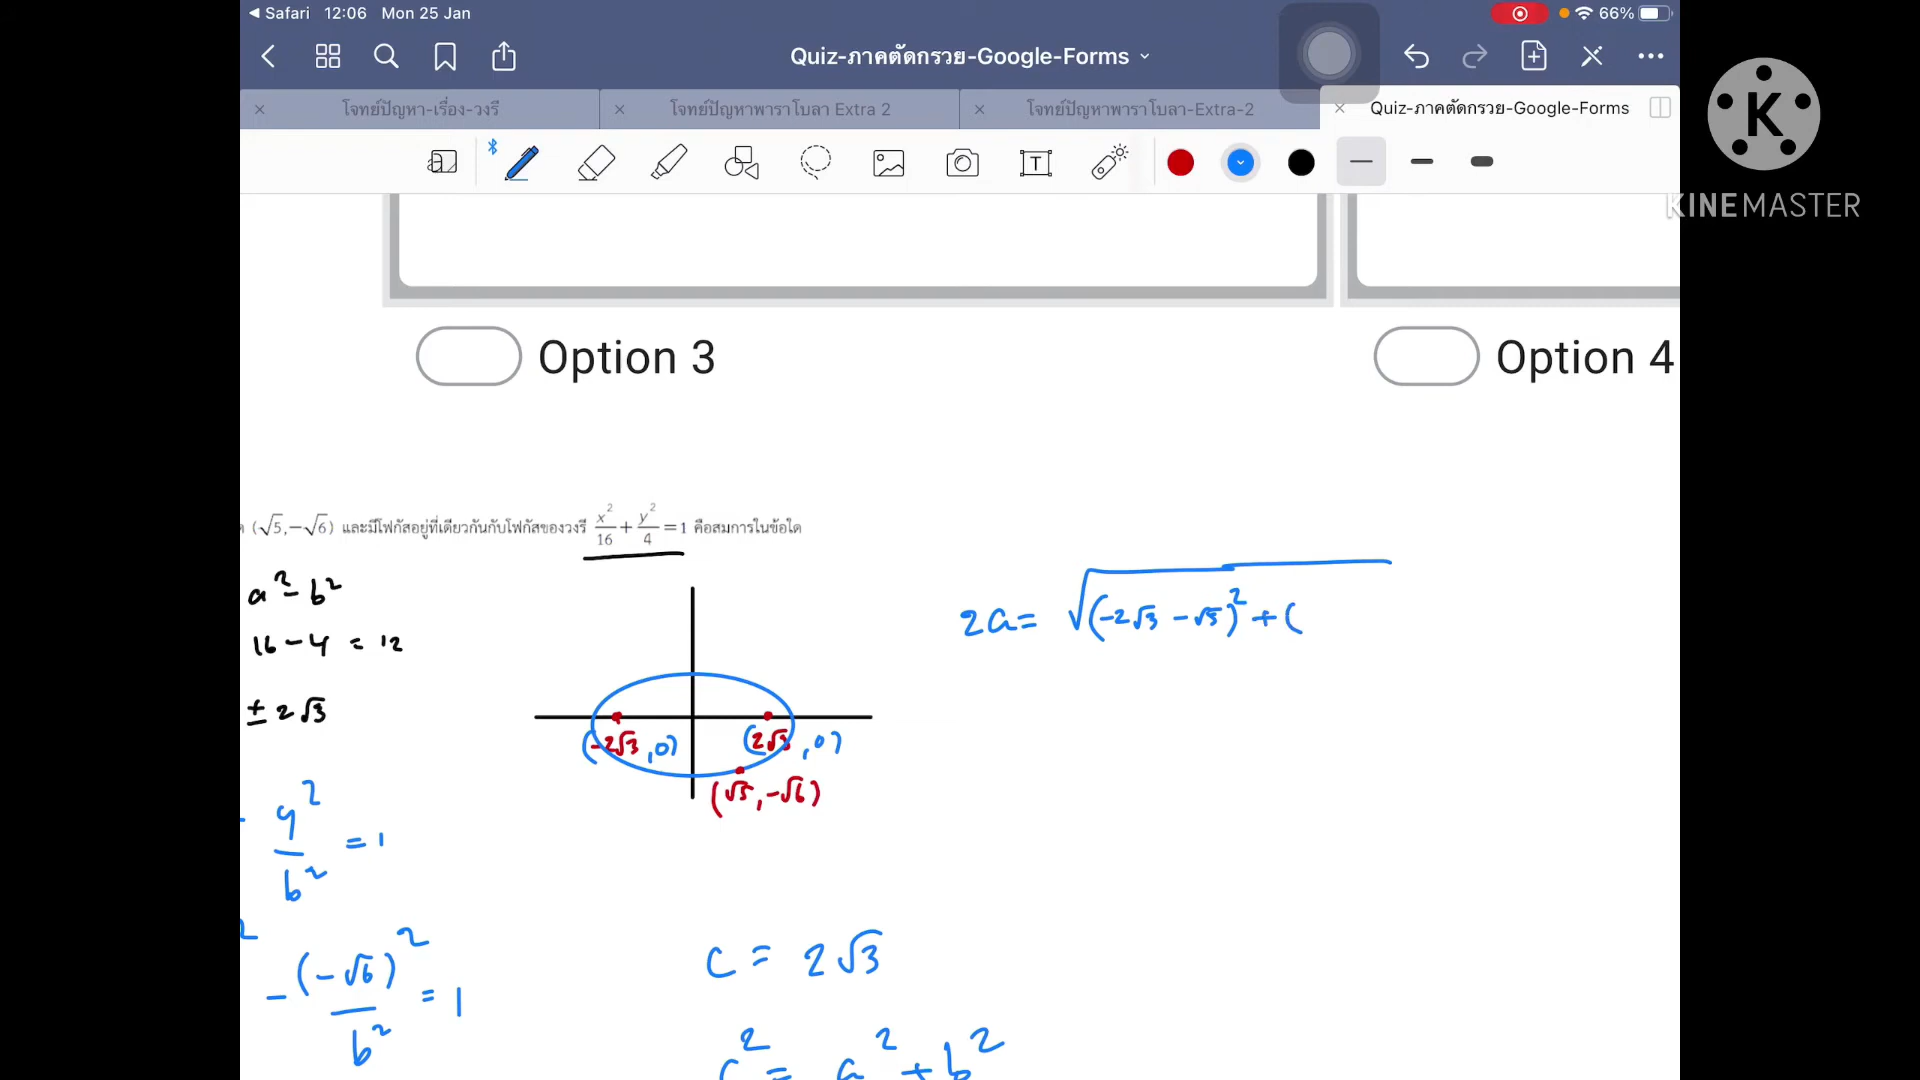 Safari 12:06 Mon 25 Jan 66%
Quiz-ภาคตัดกรวย-Google-Forms
โจทย์ปัญหา-เรื่อง-วงรี โจทย์ปัญหาพาราโบลา Extra 2 โจทย์ปัญหาพาราโบลา-Extra-2 Quiz-ภาคตัดกรวย-Google-Forms
K
KINEMASTER
Option 3 Option 4
(√5,−√6) และมีโฟกัสอยู่ที่เดียวกันกับโฟกัสของวงรี x²/16 + y²/4 = 1 คือสมการในข้อใด
a² − b²
16 − 4 = 12
± 2√3
2a = √(−2√3 − √5)² + (
(−2√3, 0) (2√3, 0)
(√5, −√6)
y²/b² = 1
− (−√6)²/b² = 1
c = 2√3
c² = a² + b²